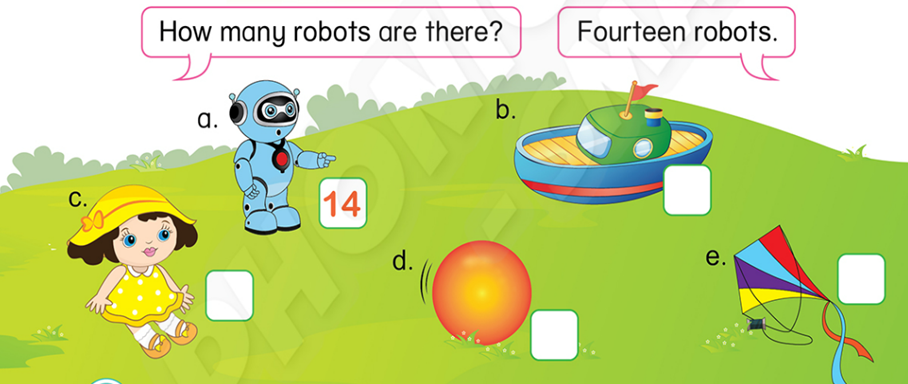 How many robots are there?
Fourteen robots.
a.
14
b.
c.
d.
e.